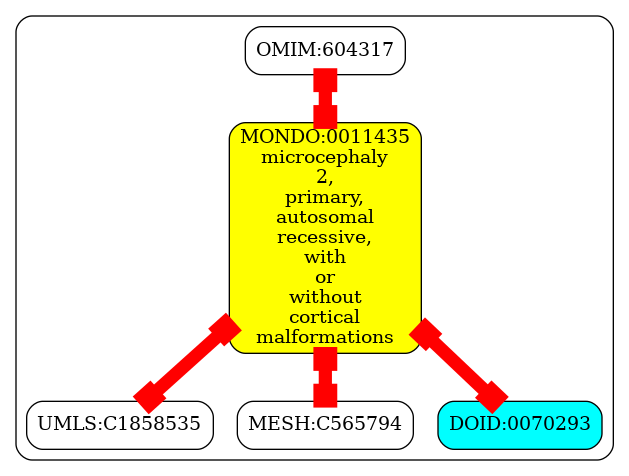 OMIM:604317
MONDO:0011435
microcephaly
2,
primary,
autosomal
recessive,
with
or
without
cortical
malformations
UMLS:C1858535
MESH:C565794
DOID:0070293